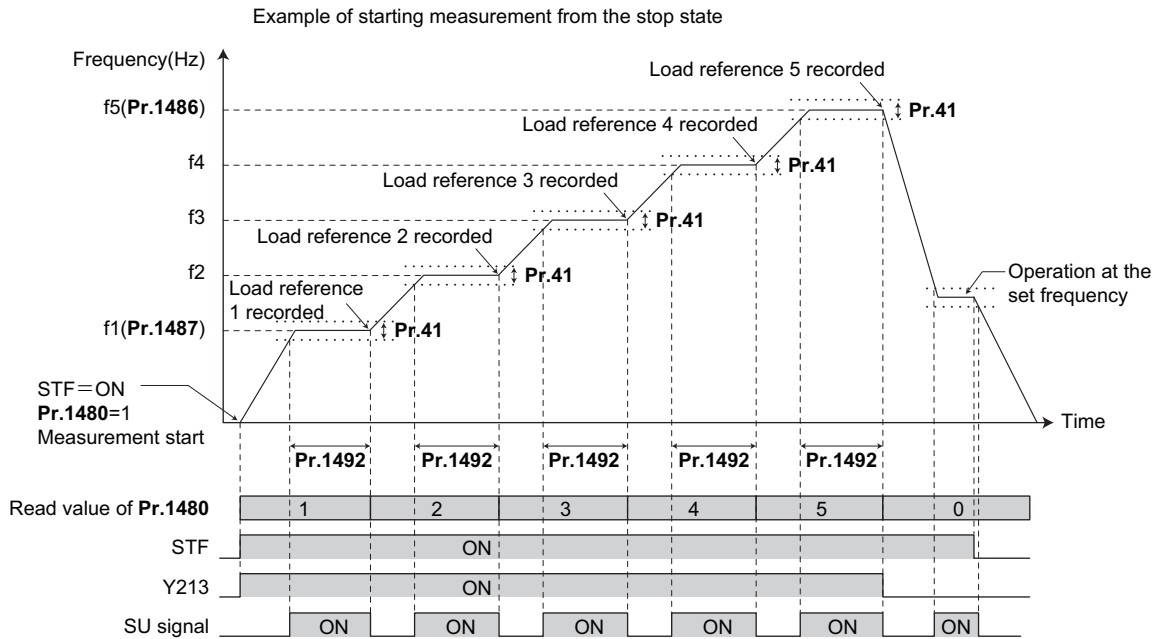 Example of starting measurement from the stop state
Frequency(Hz)
Load reference 5 recorded
f5(Pr.1486)
Pr.41
Load reference 4 recorded
f4
Pr.41
Load reference 3 recorded
f3
Pr.41
Load reference 2 recorded
f2
Pr.41
Operation at the
set frequency
Load reference
1 recorded
f1(Pr.1487)
Pr.41
STF=ON
Pr.1480=1
Measurement start
Time
Pr.1492 Pr.1492 Pr.1492 Pr.1492 Pr.1492
Read value of Pr.1480 1 2 3 4 5 0
STF ON
Y213 ON
SU signal ON ON ON ON ON ON